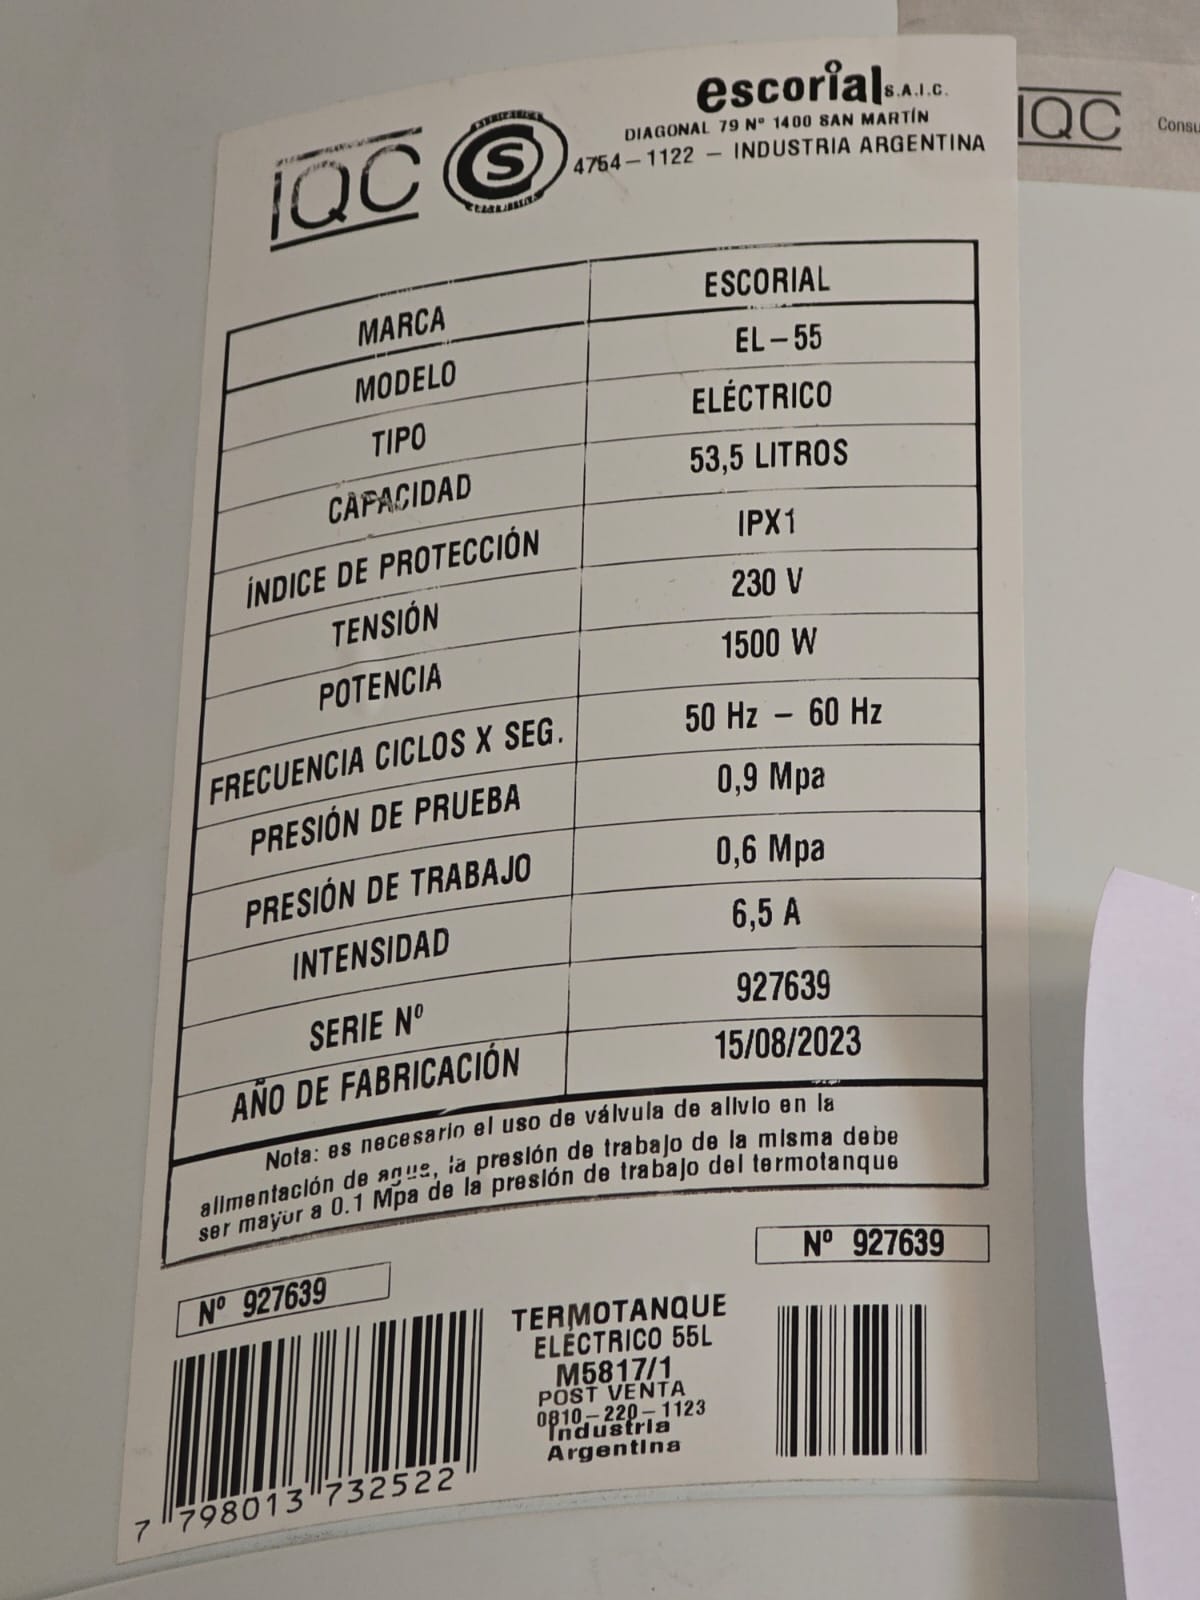 escorial S.A.I.C.
DIAGONAL 79 Nº 1400 SAN MARTÍN
4754-1122 - INDUSTRIA ARGENTINA
IQC
S
IQC
Consu
MARCA ESCORIAL
MODELO EL-55
TIPO ELÉCTRICO
CAPACIDAD 53,5 LITROS
ÍNDICE DE PROTECCIÓN IPX1
TENSIÓN 230 V
POTENCIA 1500 W
FRECUENCIA CICLOS X SEG. 50 Hz - 60 Hz
PRESIÓN DE PRUEBA 0,9 Mpa
PRESIÓN DE TRABAJO 0,6 Mpa
INTENSIDAD 6,5 A
SERIE Nº 927639
AÑO DE FABRICACIÓN 15/08/2023
Nota: es necesario el uso de válvula de alivio en la
alimentación de agua, la presión de trabajo de la misma debe
ser mayor a 0.1 Mpa de la presión de trabajo del termotanque
Nº 927639
Nº 927639
TERMOTANQUE
ELÉCTRICO 55L
M5817/1
POST VENTA
0810-220-1123
Industria
Argentina
7 798013 732522